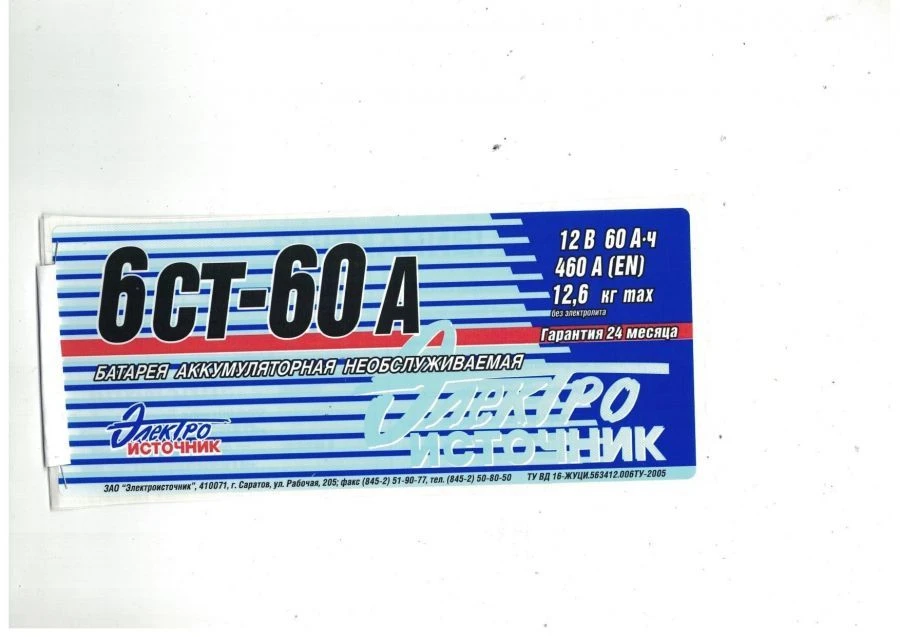 6СТ-60 А
12 В 60 А·ч
460 А (EN)
12,6 кг max
без электролита
Гарантия 24 месяца
БАТАРЕЯ АККУМУЛЯТОРНАЯ НЕОБСЛУЖИВАЕМАЯ
Электро
ИСТОЧНИК
Электро
ИСТОЧНИК
ЗАО "Электроисточник", 410071, г. Саратов, ул. Рабочая, 205; факс (845-2) 51-90-77, тел. (845-2) 50-80-50 ТУ ВД 16-ЖУЦИ.563412.006ТУ-2005